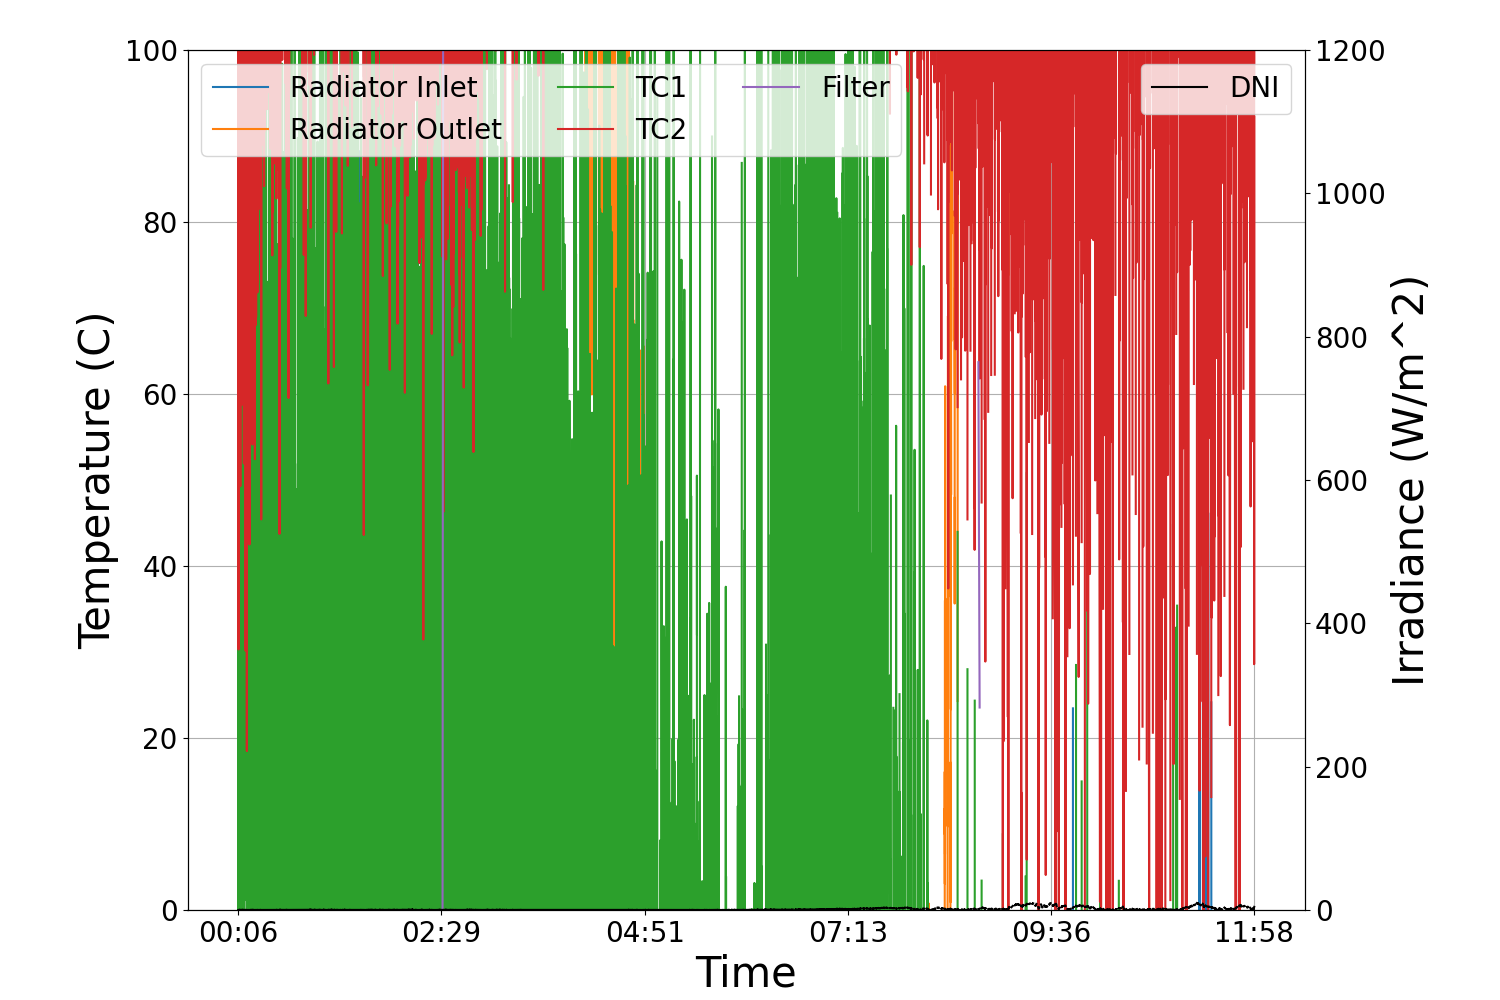 Radiator Inlet
Radiator Outlet
TC1
TC2
Filter
DNI
100
80
60
40
20
0
Temperature (C)
1200
1000
800
600
400
200
0
Irradiance (W/m^2)
00:06 02:29 04:51 07:13 09:36 11:58
Time